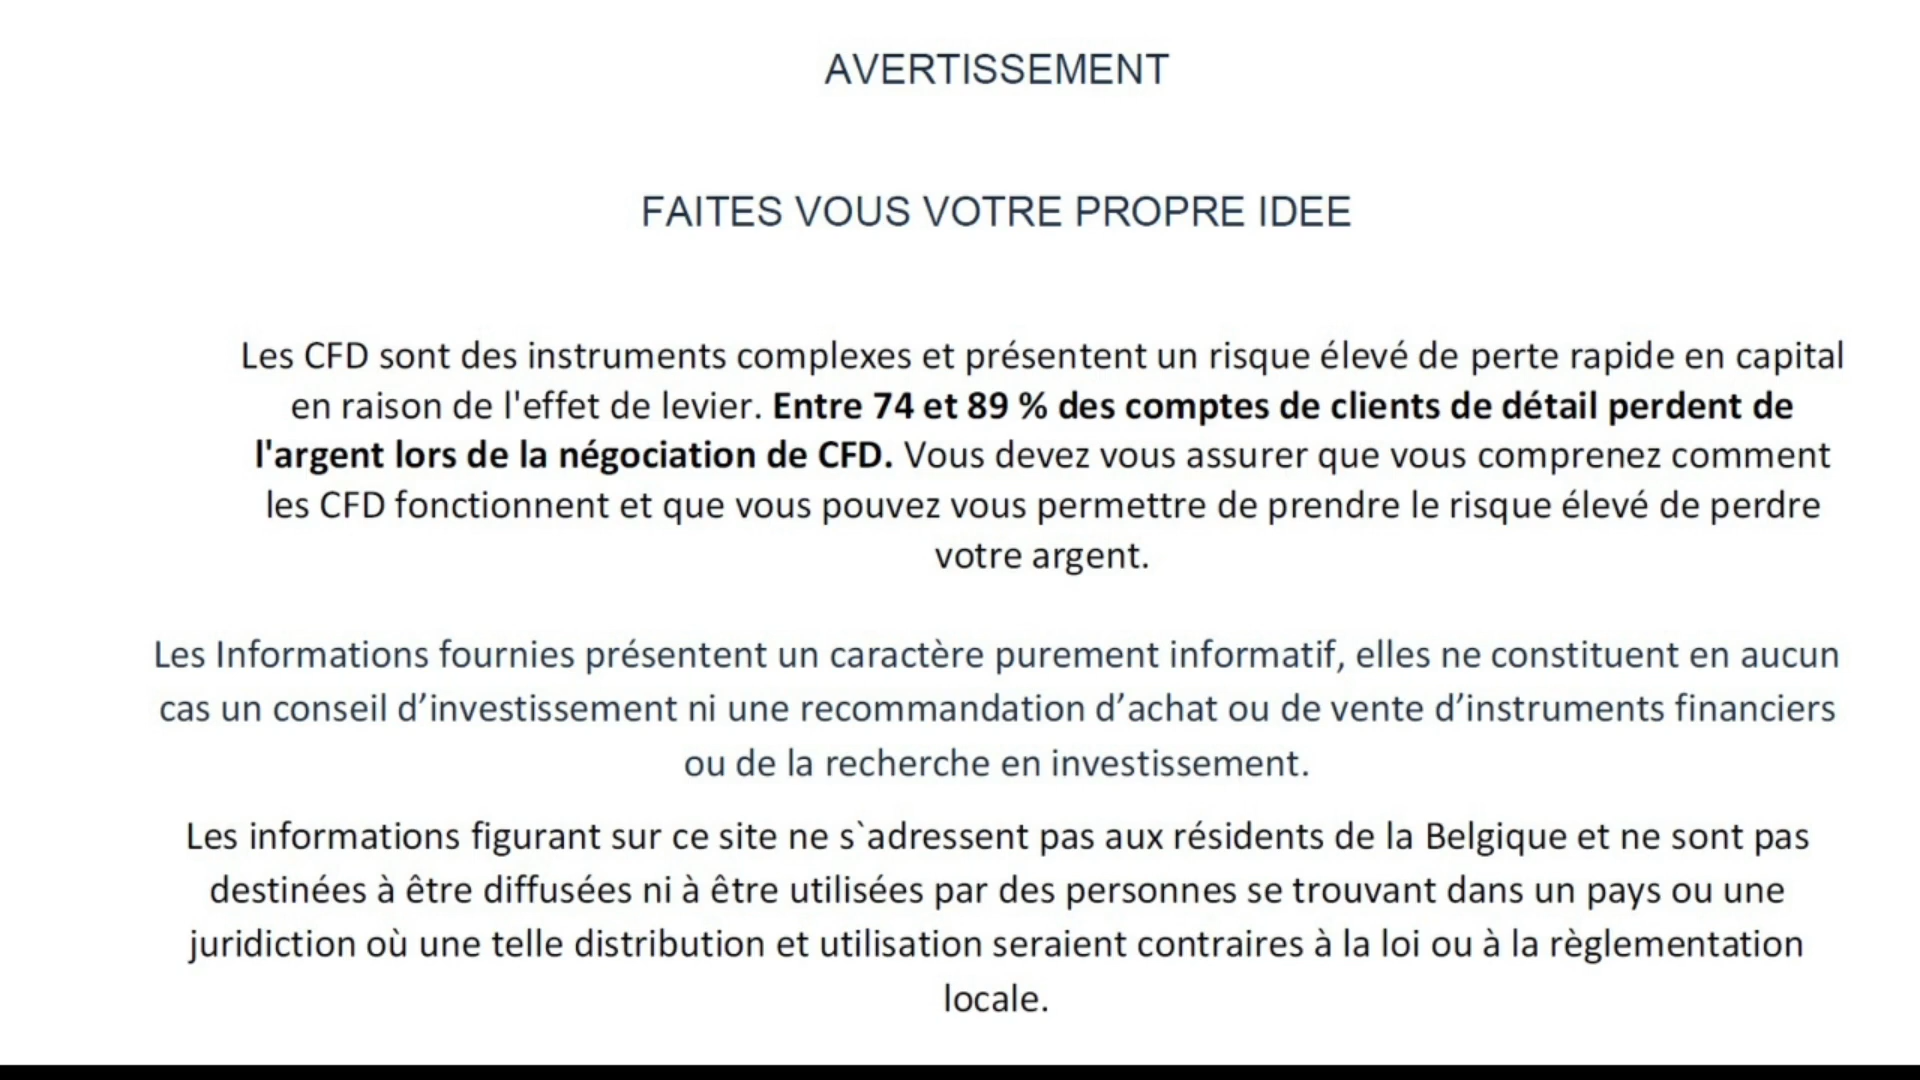 AVERTISSEMENT
FAITES VOUS VOTRE PROPRE IDEE
Les CFD sont des instruments complexes et présentent un risque élevé de perte rapide en capital
en raison de l'effet de levier. Entre 74 et 89 % des comptes de clients de détail perdent de
l'argent lors de la négociation de CFD. Vous devez vous assurer que vous comprenez comment
les CFD fonctionnent et que vous pouvez vous permettre de prendre le risque élevé de perdre
votre argent.
Les Informations fournies présentent un caractère purement informatif, elles ne constituent en aucun
cas un conseil d’investissement ni une recommandation d’achat ou de vente d’instruments financiers
ou de la recherche en investissement.
Les informations figurant sur ce site ne s`adressent pas aux résidents de la Belgique et ne sont pas
destinées à être diffusées ni à être utilisées par des personnes se trouvant dans un pays ou une
juridiction où une telle distribution et utilisation seraient contraires à la loi ou à la règlementation
locale.